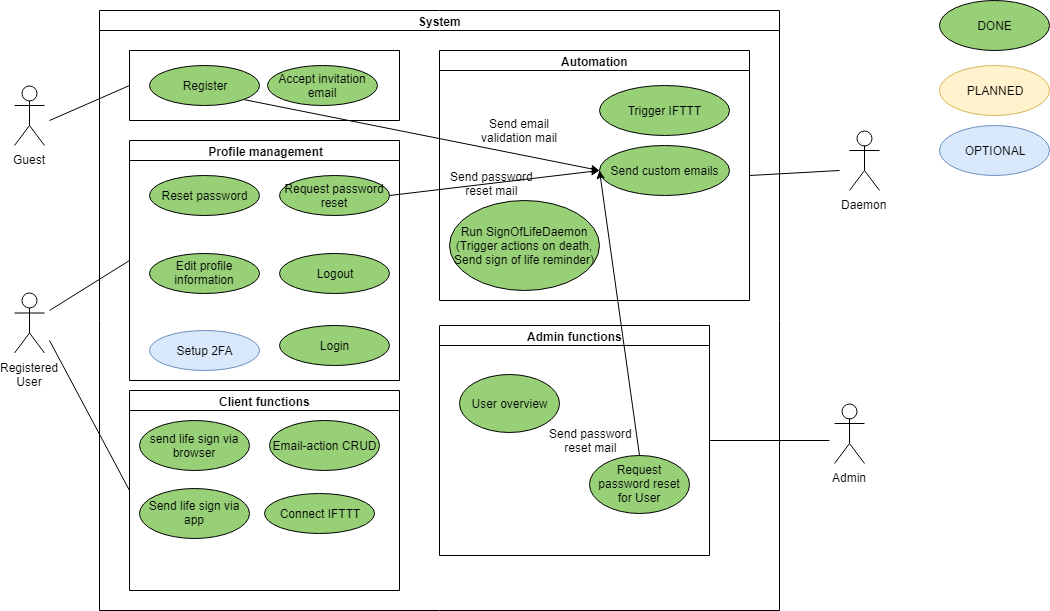 System
DONE
PLANNED
OPTIONAL
Guest
Register
Accept invitation
email
Automation
Trigger IFTTT
Send email
validation mail
Send custom emails
Daemon
Send password
reset mail
Run SignOfLifeDaemon
(Trigger actions on death,
Send sign of life reminder)
Profile management
Reset password
Request password
reset
Edit profile
information
Logout
Setup 2FA
Login
Registered
User
Client functions
send life sign via
browser
Email-action CRUD
Send life sign via
app
Connect IFTTT
Admin functions
User overview
Send password
reset mail
Request
password reset
for User
Admin